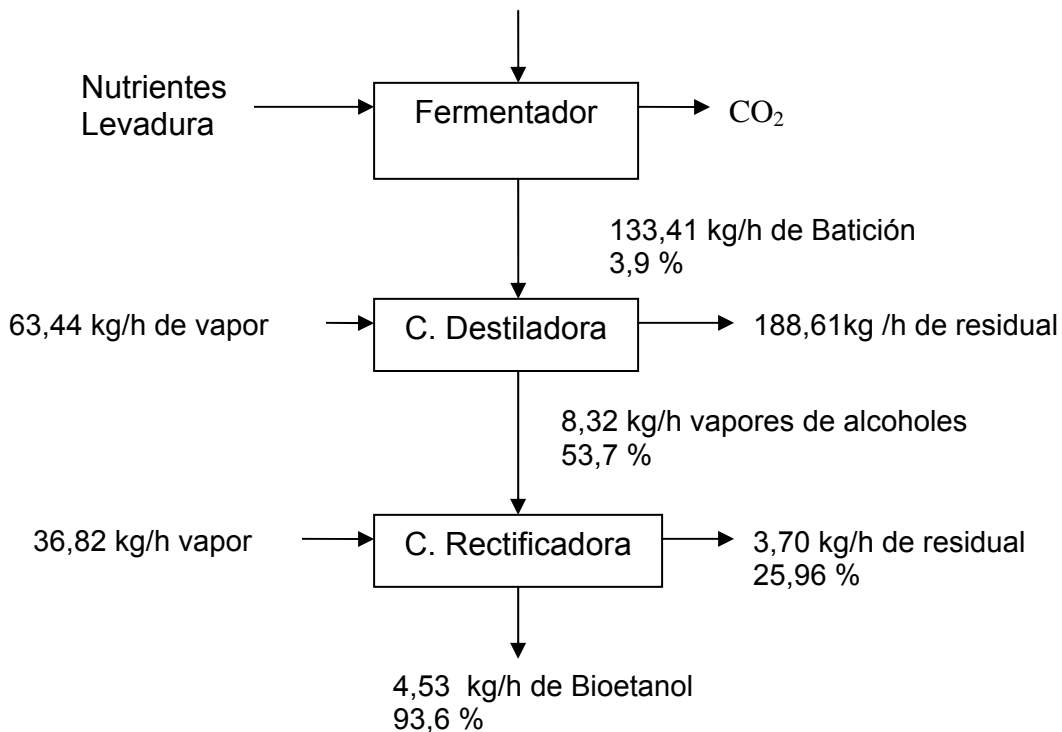 Nutrientes
Levadura
Fermentador
CO₂
133,41 kg/h de Batición
3,9 %
63,44 kg/h de vapor
C. Destiladora
188,61kg /h de residual
8,32 kg/h vapores de alcoholes
53,7 %
36,82 kg/h vapor
C. Rectificadora
3,70 kg/h de residual
25,96 %
4,53 kg/h de Bioetanol
93,6 %